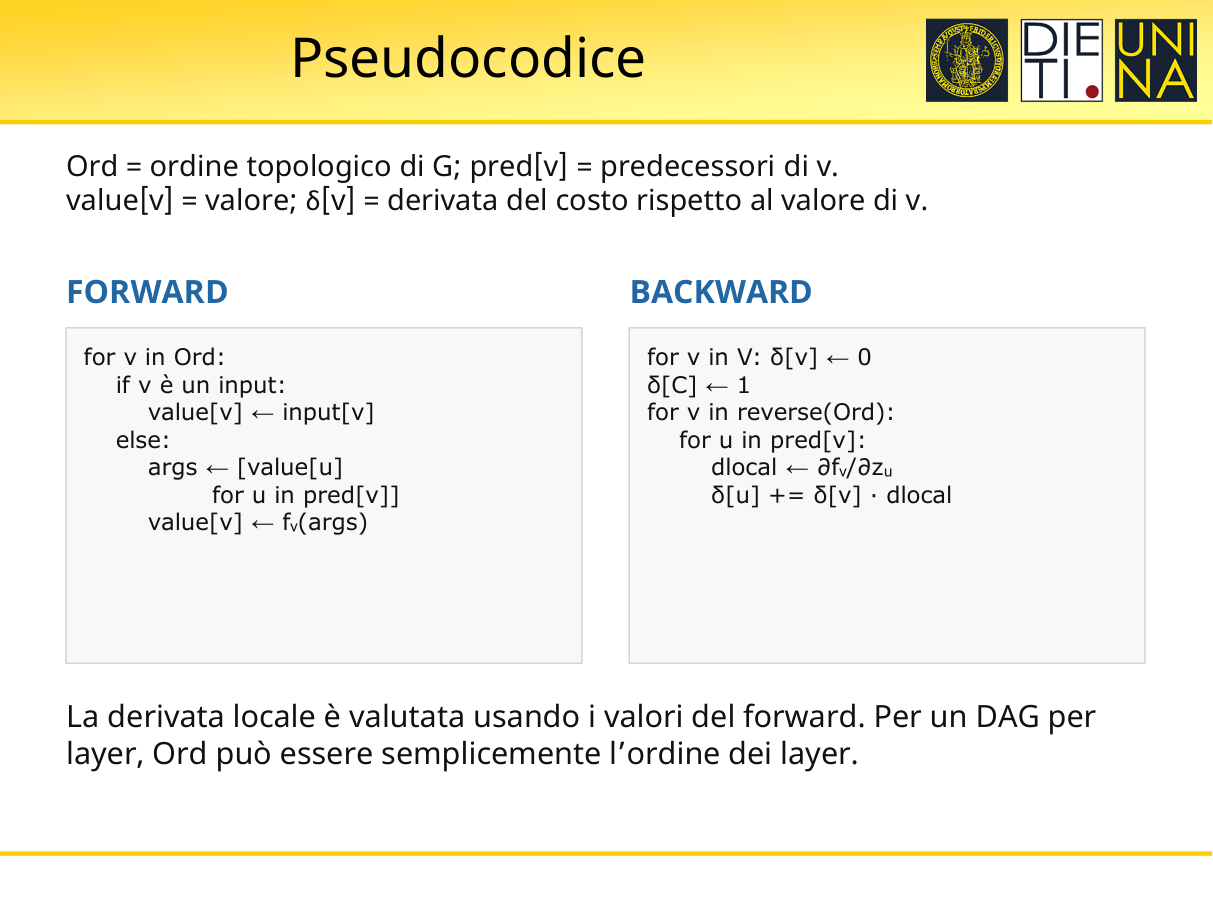 Pseudocodice
DIE
TI.
UNI
NA
Ord = ordine topologico di G; pred[v] = predecessori di v.
value[v] = valore; δ[v] = derivata del costo rispetto al valore di v.
FORWARD
for v in Ord:
if v è un input:
value[v] ← input[v]
else:
args ← [value[u]
for u in pred[v]]
value[v] ← fᵥ(args)
BACKWARD
for v in V: δ[v] ← 0
δ[C] ← 1
for v in reverse(Ord):
for u in pred[v]:
dlocal ← ∂fᵥ/∂zᵤ
δ[u] += δ[v] · dlocal
La derivata locale è valutata usando i valori del forward. Per un DAG per
layer, Ord può essere semplicemente l’ordine dei layer.